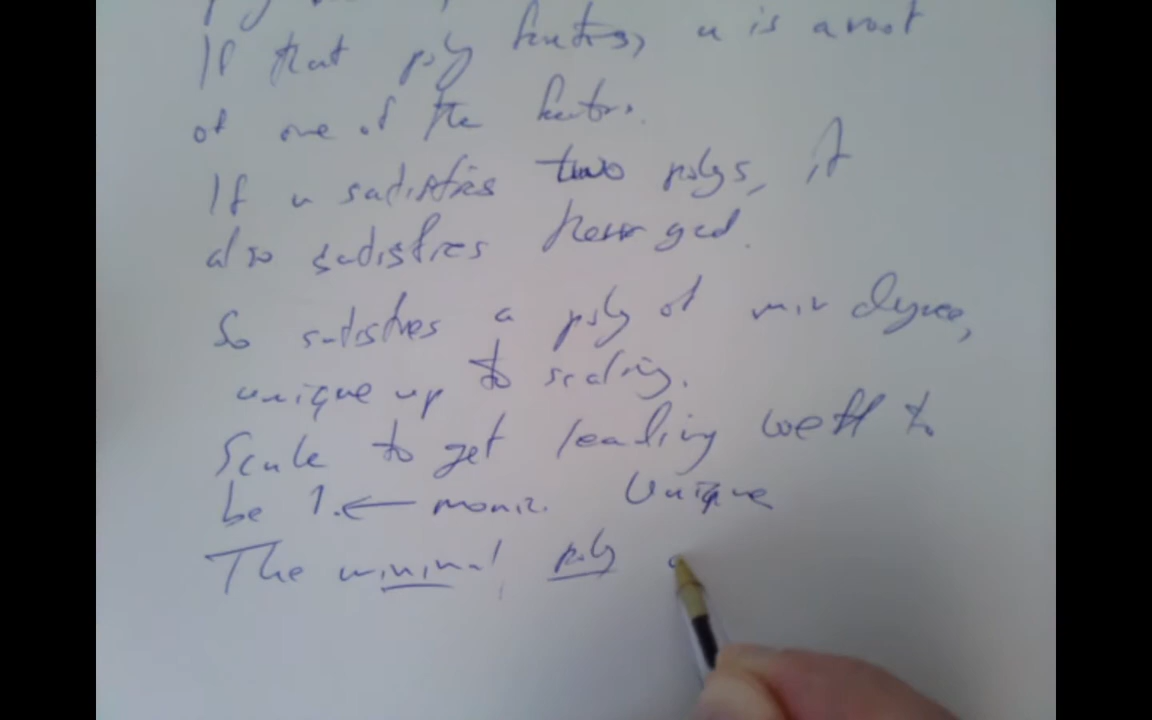 If that poly factors, u is a root
of one of the factors.
If u satisfies two polys, it
also satisfies their gcd.
So satisfies a poly of min degree,
unique up to scaling.
Scale to get leading coeff to
be 1. ← monic. Unique
The minimal poly